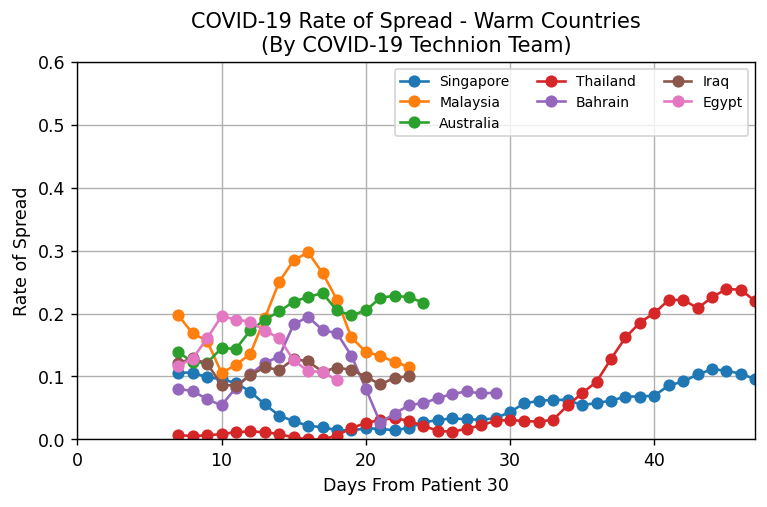 COVID-19 Rate of Spread - Warm Countries
(By COVID-19 Technion Team)
0.6
0.5
0.4
0.3
0.2
0.1
0.0
Rate of Spread
Singapore
Malaysia
Australia
Thailand
Bahrain
Iraq
Egypt
0
10
20
30
40
Days From Patient 30